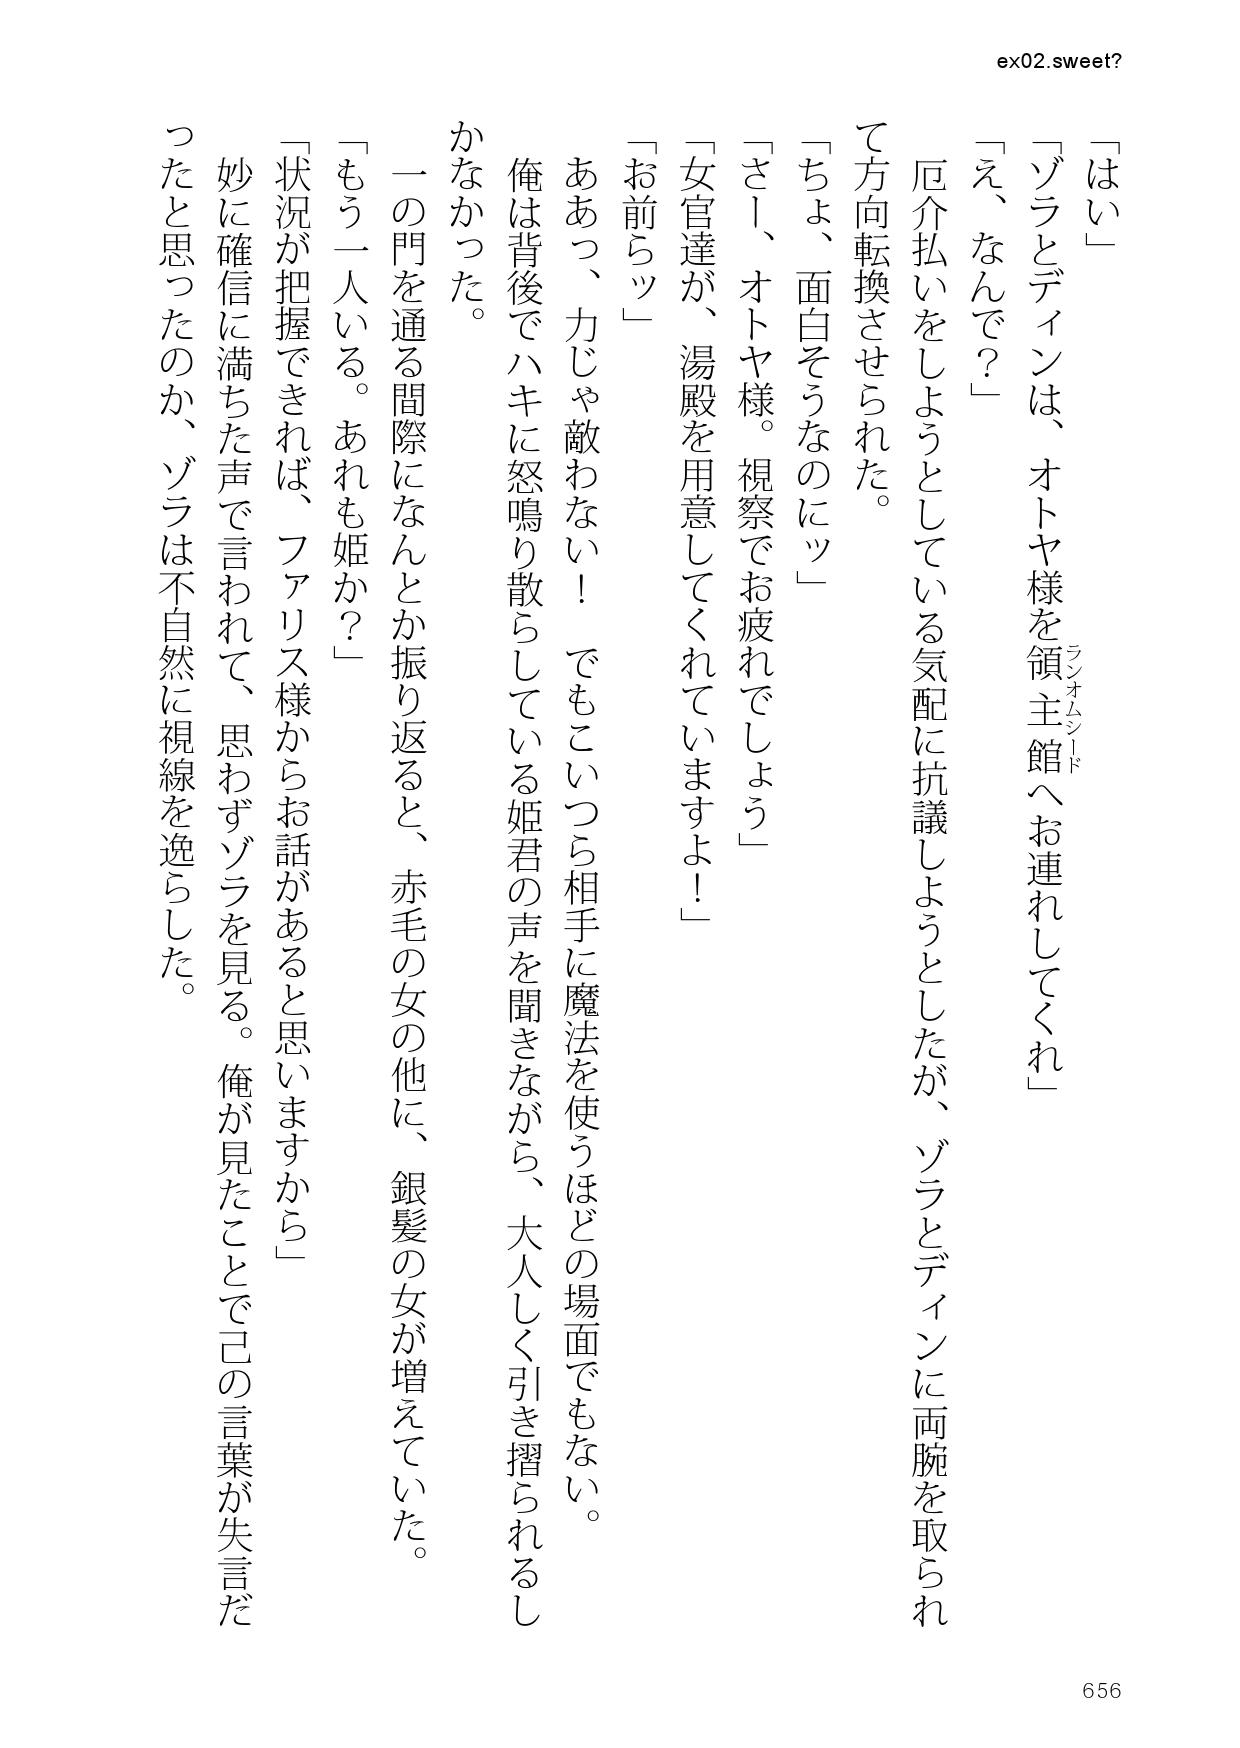 ex02.sweet?
「はい」
「ゾラとディンは、オトヤ様を領主館へお連れしてくれ」
ランオムシード
「え、なんで？」
　厄介払いをしようとしている気配に抗議しようとしたが、ゾラとディンに両腕を取られ
て方向転換させられた。
「ちょ、面白そうなのにッ」
「さー、オトヤ様。視察でお疲れでしょう」
「女官達が、湯殿を用意してくれていますよ！」
「お前らッ」
　ああっ、力じゃ敵わない！　でもこいつら相手に魔法を使うほどの場面でもない。
　俺は背後でハキに怒鳴り散らしている姫君の声を聞きながら、大人しく引き摺られるし
かなかった。
　一の門を通る間際になんとか振り返ると、赤毛の女の他に、銀髪の女が増えていた。
「もう一人いる。あれも姫か？」
「状況が把握できれば、ファリス様からお話があると思いますから」
　妙に確信に満ちた声で言われて、思わずゾラを見る。俺が見たことで己の言葉が失言だ
ったと思ったのか、ゾラは不自然に視線を逸らした。
656